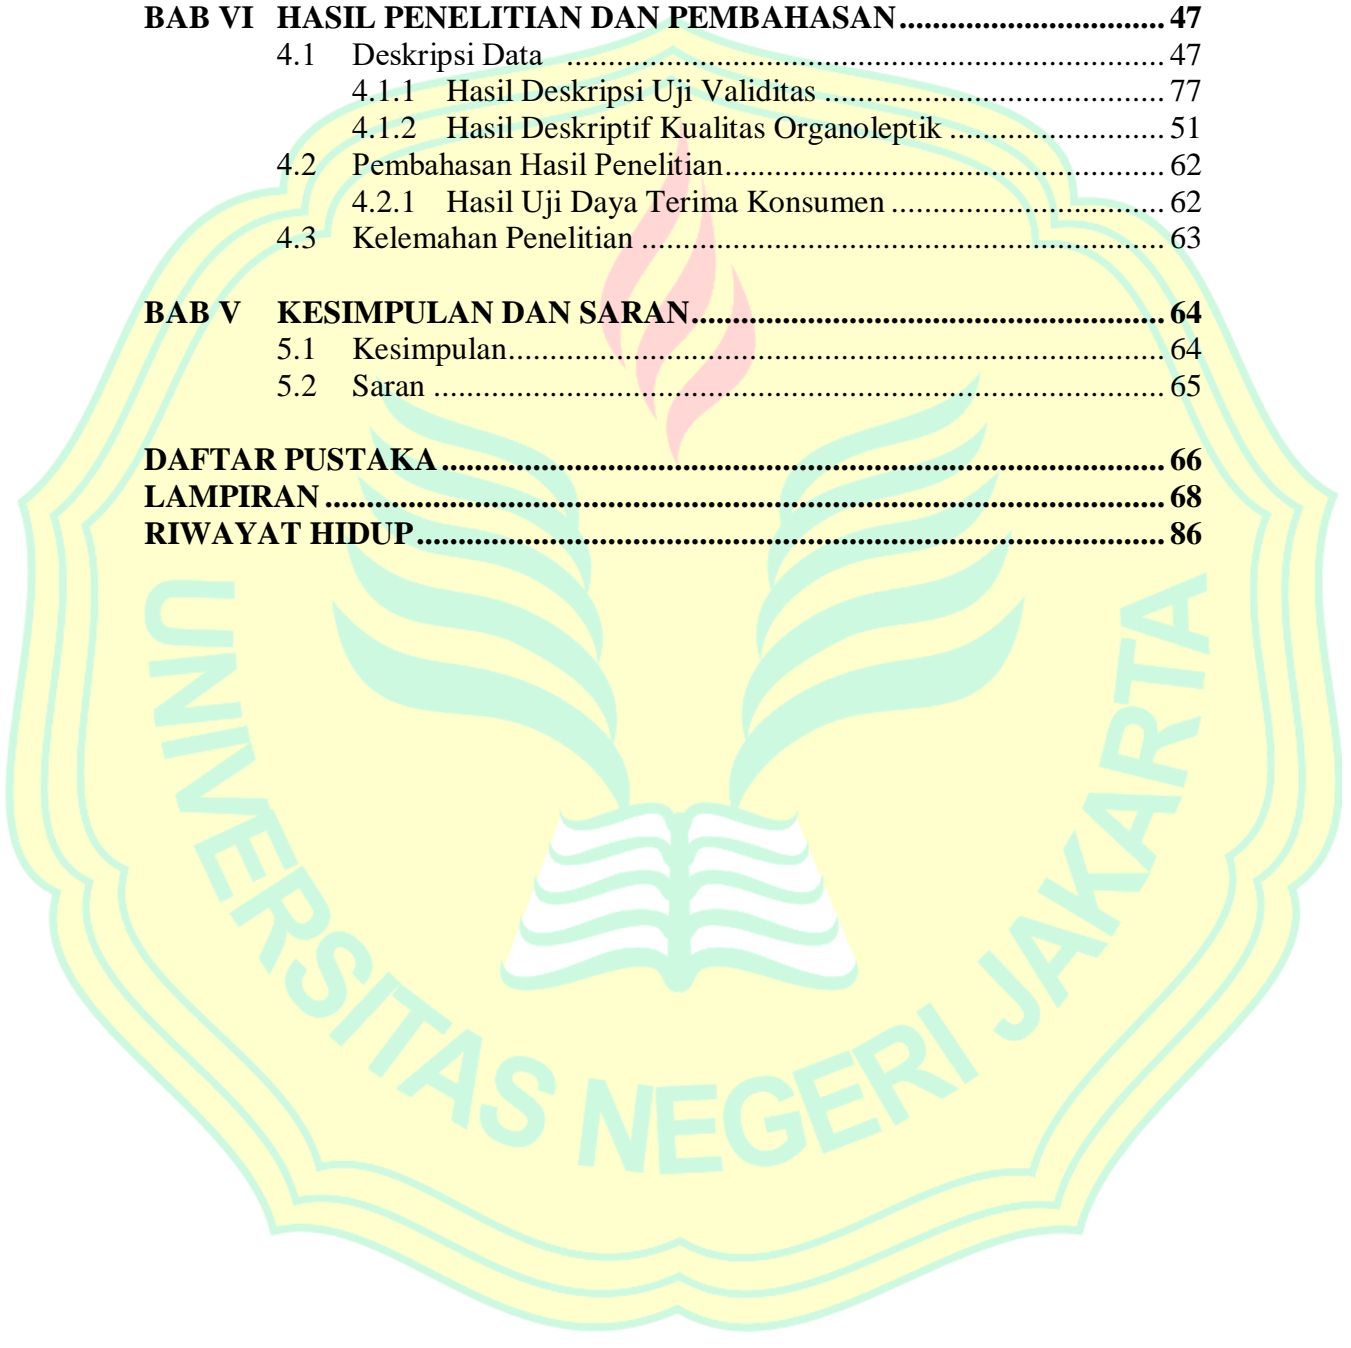 BAB VI HASIL PENELITIAN DAN PEMBAHASAN................................ 47
4.1 Deskripsi Data ......................................................................... 47
4.1.1 Hasil Deskripsi Uji Validitas ......................................... 77
4.1.2 Hasil Deskriptif Kualitas Organoleptik .......................... 51
4.2 Pembahasan Hasil Penelitian...................................................... 62
4.2.1 Hasil Uji Daya Terima Konsumen ................................. 62
4.3 Kelemahan Penelitian ................................................................ 63
BAB V KESIMPULAN DAN SARAN.......................................................... 64
5.1 Kesimpulan................................................................................ 64
5.2 Saran ......................................................................................... 65
DAFTAR PUSTAKA ........................................................................................ 66
LAMPIRAN ...................................................................................................... 68
RIWAYAT HIDUP........................................................................................... 86
UNIVERSITAS NEGERI JAKARTA